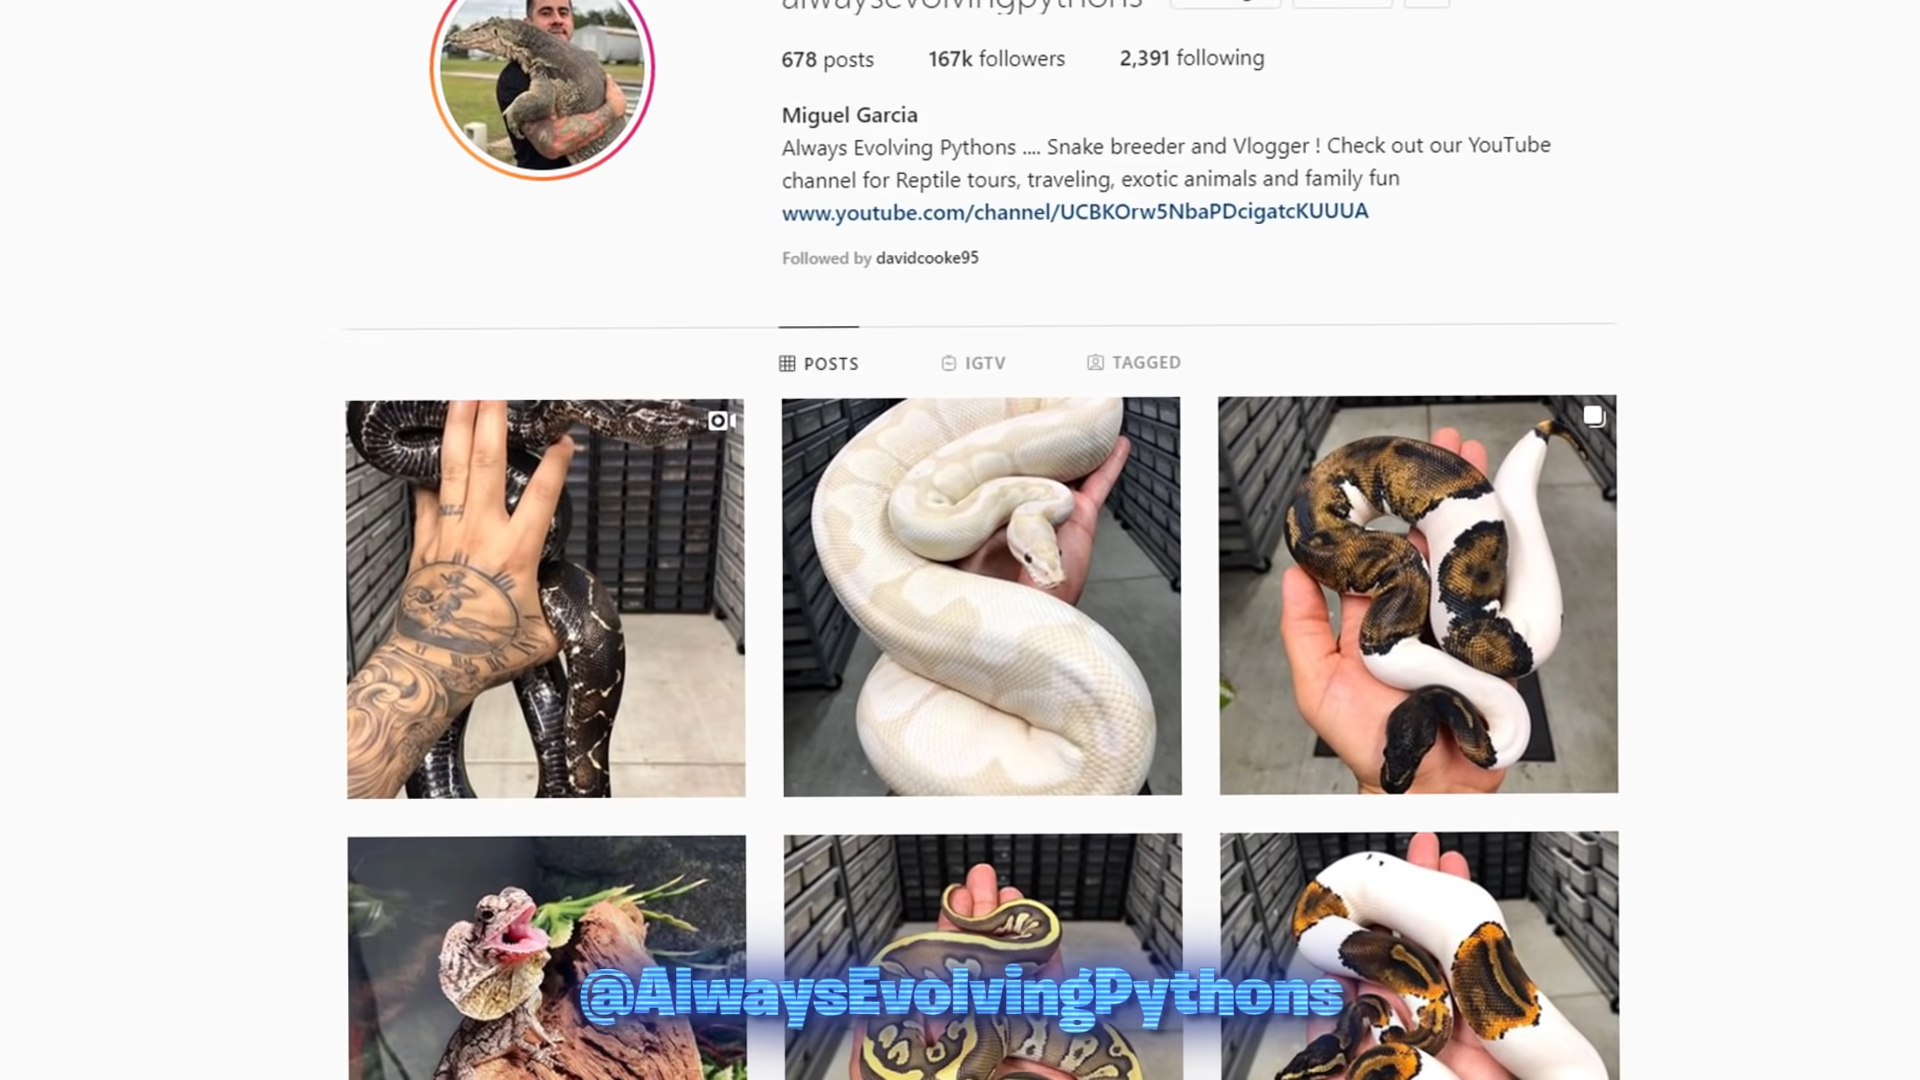 alwaysevolvingpythons
678 posts 167k followers 2,391 following
Miguel Garcia
Always Evolving Pythons .... Snake breeder and Vlogger ! Check out our YouTube
channel for Reptile tours, traveling, exotic animals and family fun
www.youtube.com/channel/UCBKOrw5NbaPDcigatcKUUUA
Followed by davidcooke95
POSTS IGTV TAGGED
@AlwaysEvolvingPythons